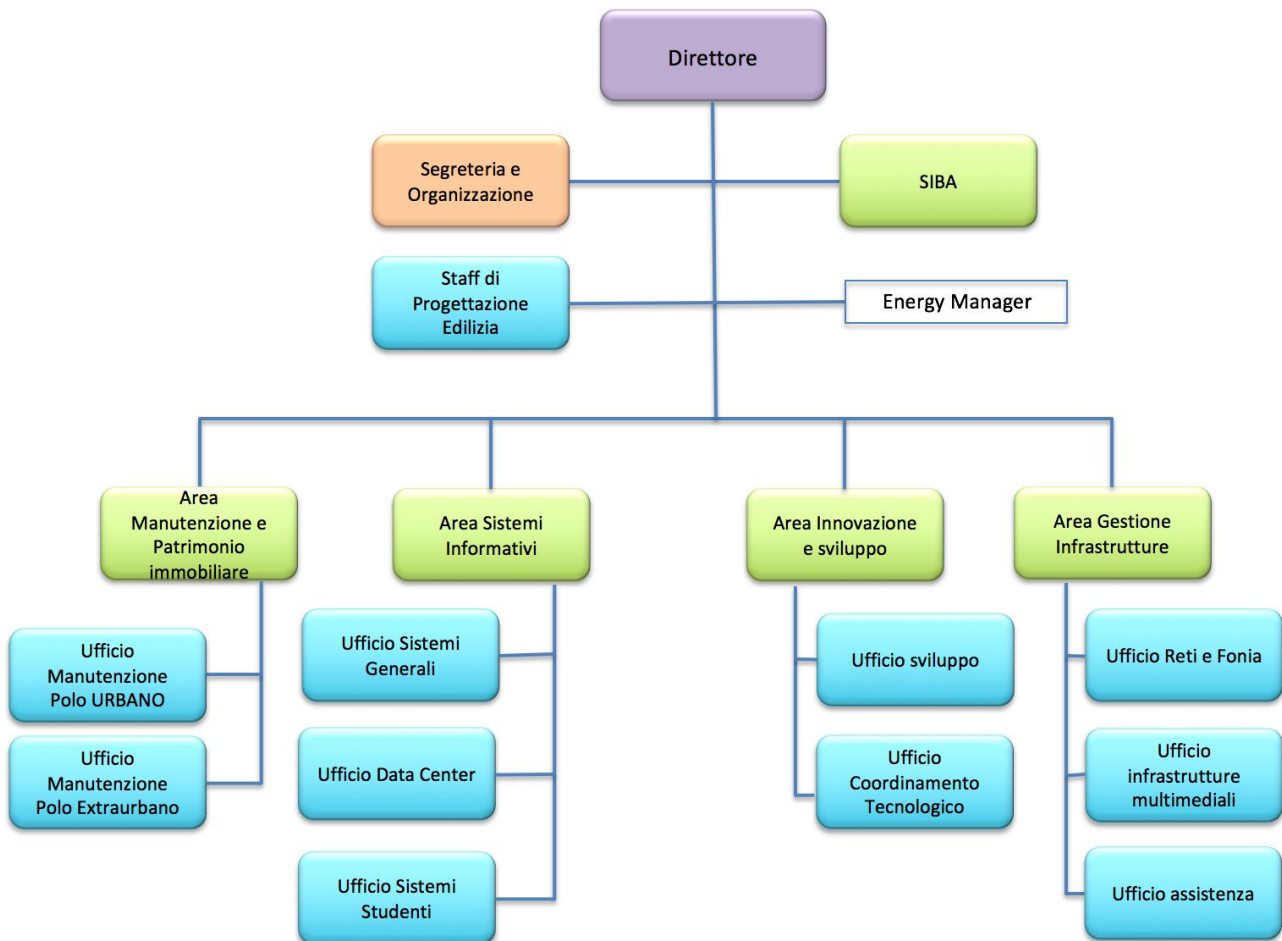 Direttore
Segreteria e
Organizzazione
SIBA
Staff di
Progettazione
Edilizia
Energy Manager
Area
Manutenzione e
Patrimonio
immobiliare
Area Sistemi
Informativi
Area Innovazione
e sviluppo
Area Gestione
Infrastrutture
Ufficio
Manutenzione
Polo URBANO
Ufficio
Manutenzione
Polo Extraurbano
Ufficio Sistemi
Generali
Ufficio Data Center
Ufficio Sistemi
Studenti
Ufficio sviluppo
Ufficio
Coordinamento
Tecnologico
Ufficio Reti e Fonia
Ufficio
infrastrutture
multimediali
Ufficio assistenza